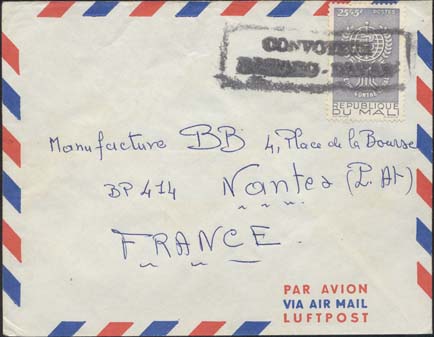 CONVOYEUR
25F+5F POSTES
REPUBLIQUE
DU MALI
Manufacture BB 4, Place de la Bourse
BP 414 Nantes (L. At)
FRANCE.
PAR AVION
VIA AIR MAIL
LUFTPOST